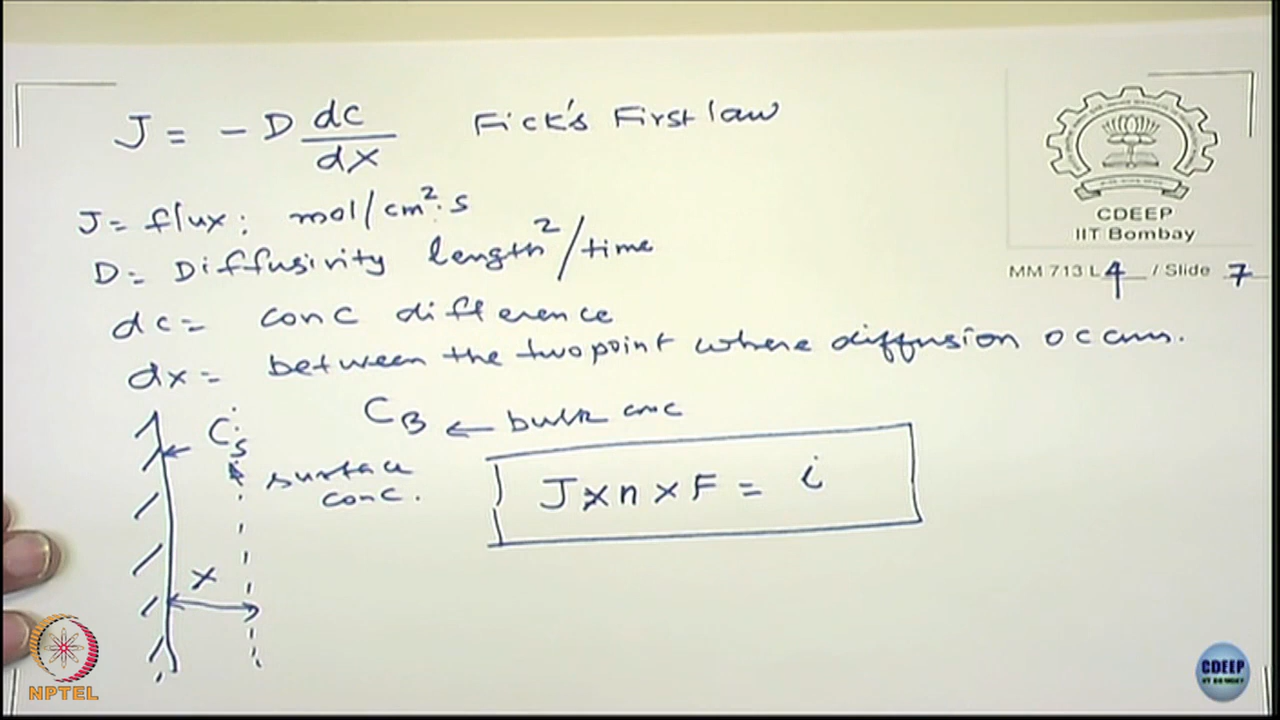 J = - D dc/dx Fick's First law
J = flux: mol/cm².s
D = Diffusivity length²/time
dc = conc difference
dx = between the two point where diffusion occurs.
C_B ← bulk conc
C_s
surface
conc.
J x n x F = i
x
CDEEP
IIT Bombay
MM 713 L 4 / Slide 7
NPTEL
CDEEP
IIT BOMBAY